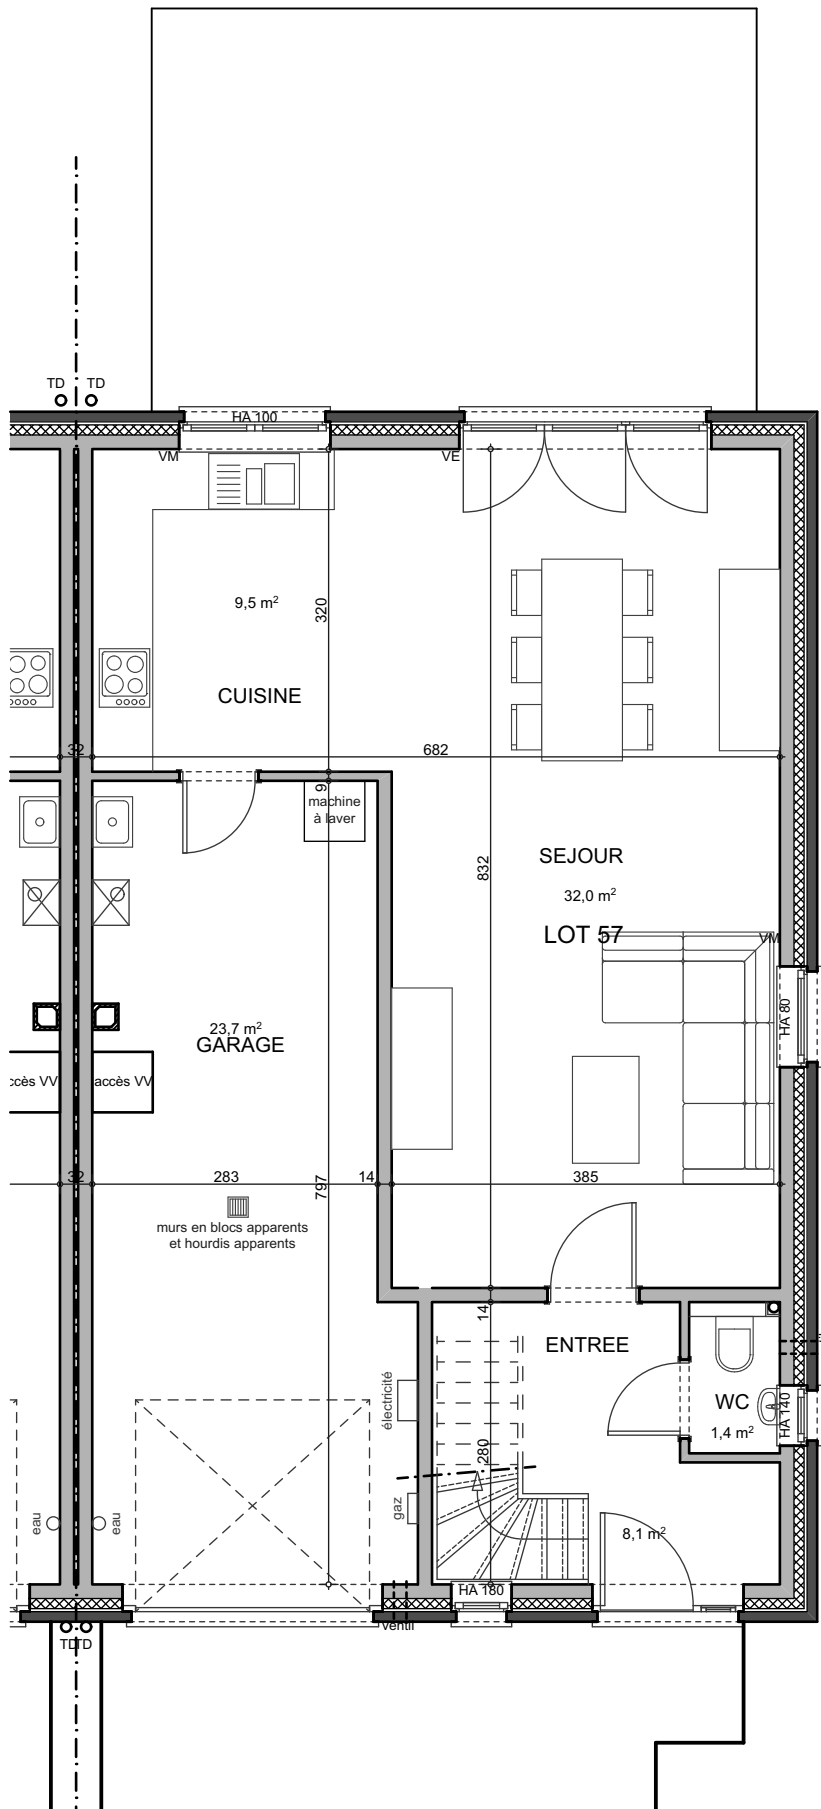 TD
TD
HA 100
VM
VE
9,5 m²
320
CUISINE
32
682
9
machine
à laver
832
SEJOUR
32,0 m²
LOT 57
VM
HA 80
23,7 m²
GARAGE
ccès VV
accès VV
32
283
797
14
385
murs en blocs apparents
et hourdis apparents
14
ENTREE
électricité
WC
1,4 m²
HA 140
280
gaz
eau
eau
8,1 m²
HA 180
Ventil
TD
TD